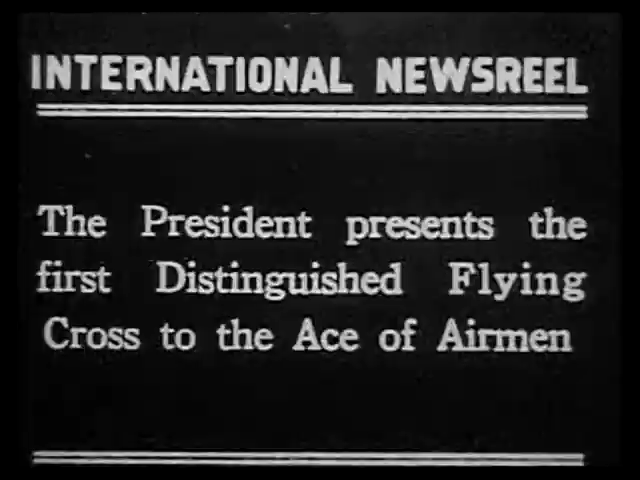 INTERNATIONAL NEWSREEL
The President presents the
first Distinguished Flying
Cross to the Ace of Airmen